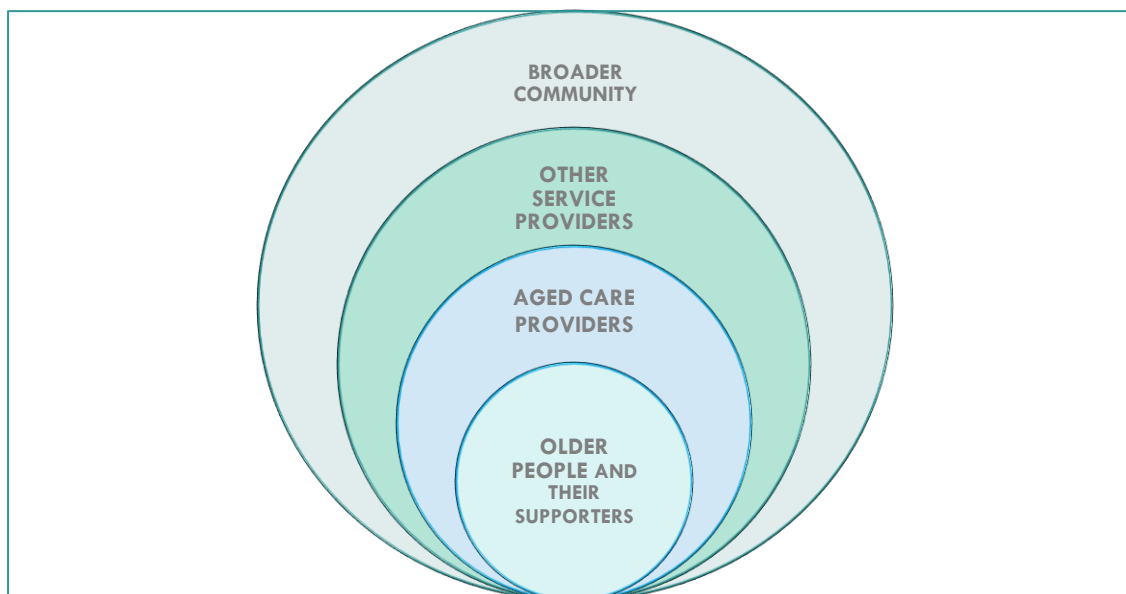 BROADER
COMMUNITY
OTHER
SERVICE
PROVIDERS
AGED CARE
PROVIDERS
OLDER
PEOPLE AND
THEIR
SUPPORTERS